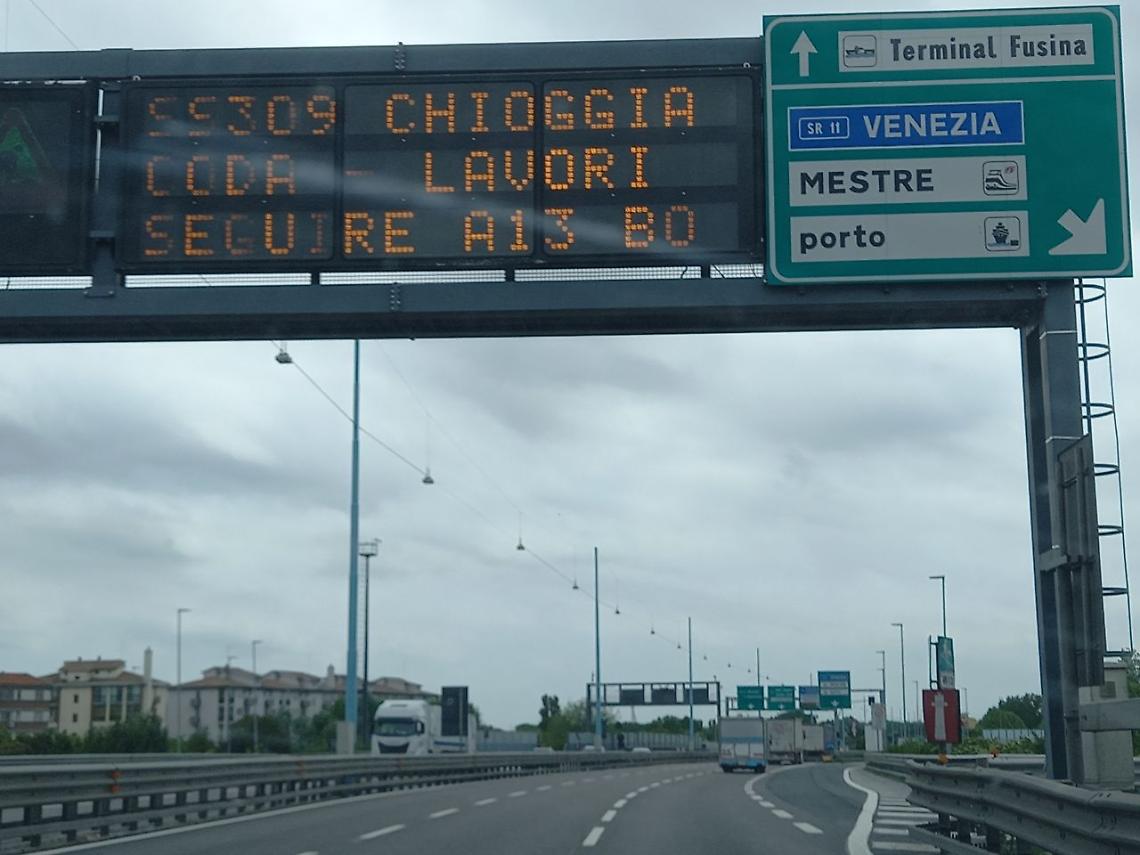 SS309 CHIOGGIA
CODA - LAVORI
SEGUIRE A13 BO
Terminal Fusina
SR 11 VENEZIA
MESTRE
porto